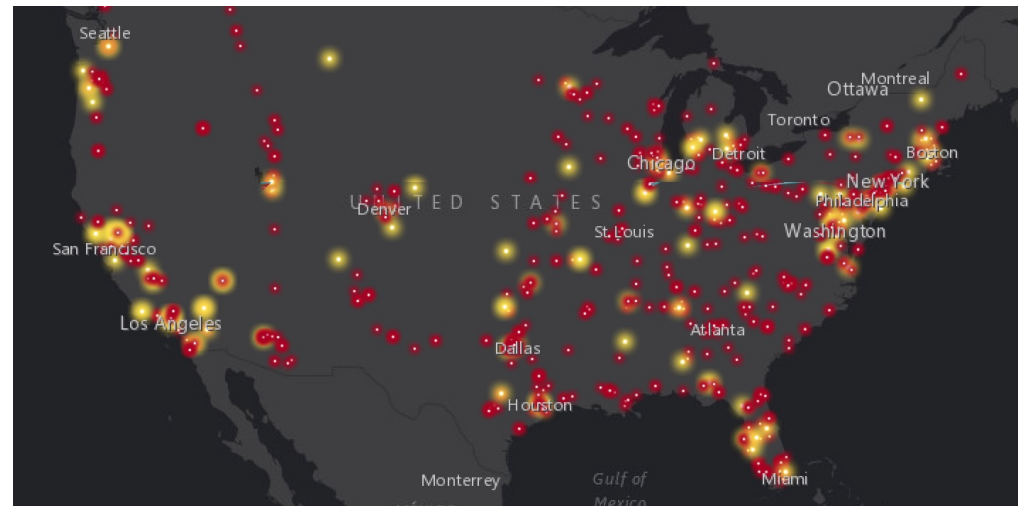 Seattle
Montreal
Ottawa
Toronto
Boston
Detroit
Chicago
New York
UNITED STATES
Denver
Philadelphia
St.Louis
Washington
San Francisco
Los Angeles
Atlanta
Dallas
Houston
Monterrey
Gulf of
Mexico
Miami